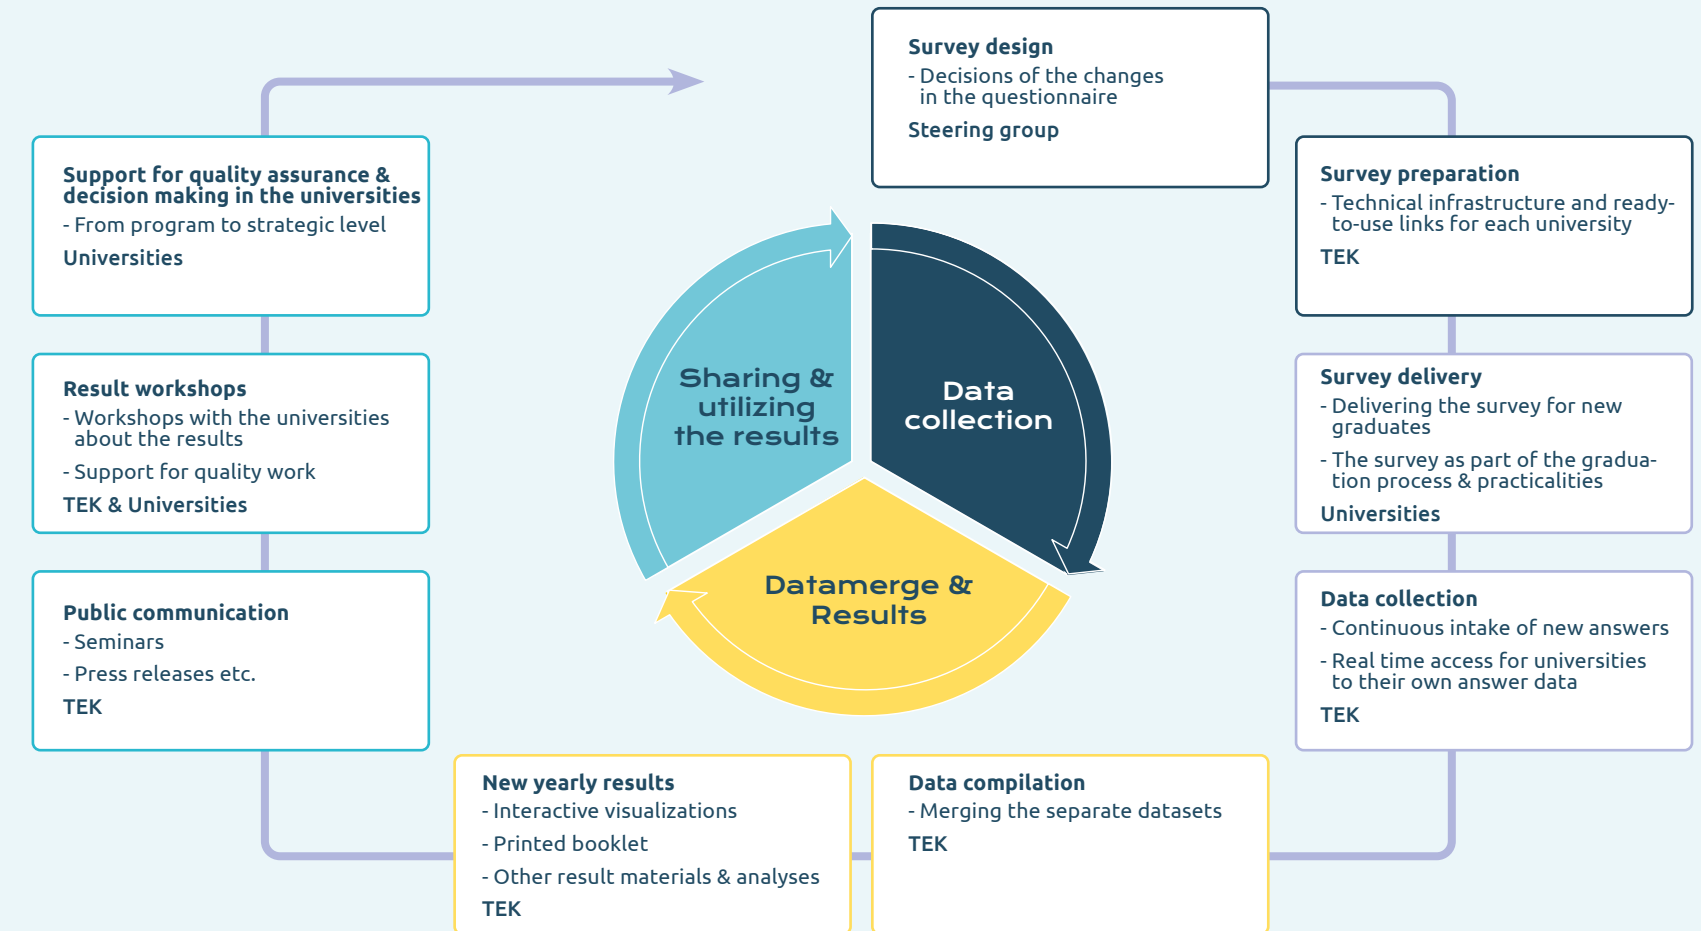 Survey design
- Decisions of the changes
in the questionnaire
Steering group
Survey preparation
- Technical infrastructure and ready-
to-use links for each university
TEK
Survey delivery
- Delivering the survey for new
graduates
- The survey as part of the gradua-
tion process & practicalities
Universities
Data collection
- Continuous intake of new answers
- Real time access for universities
to their own answer data
TEK
Data compilation
- Merging the separate datasets
TEK
New yearly results
- Interactive visualizations
- Printed booklet
- Other result materials & analyses
TEK
Public communication
- Seminars
- Press releases etc.
TEK
Result workshops
- Workshops with the universities
about the results
- Support for quality work
TEK & Universities
Support for quality assurance &
decision making in the universities
- From program to strategic level
Universities
Sharing &
utilizing
the results
Data
collection
Datamerge &
Results